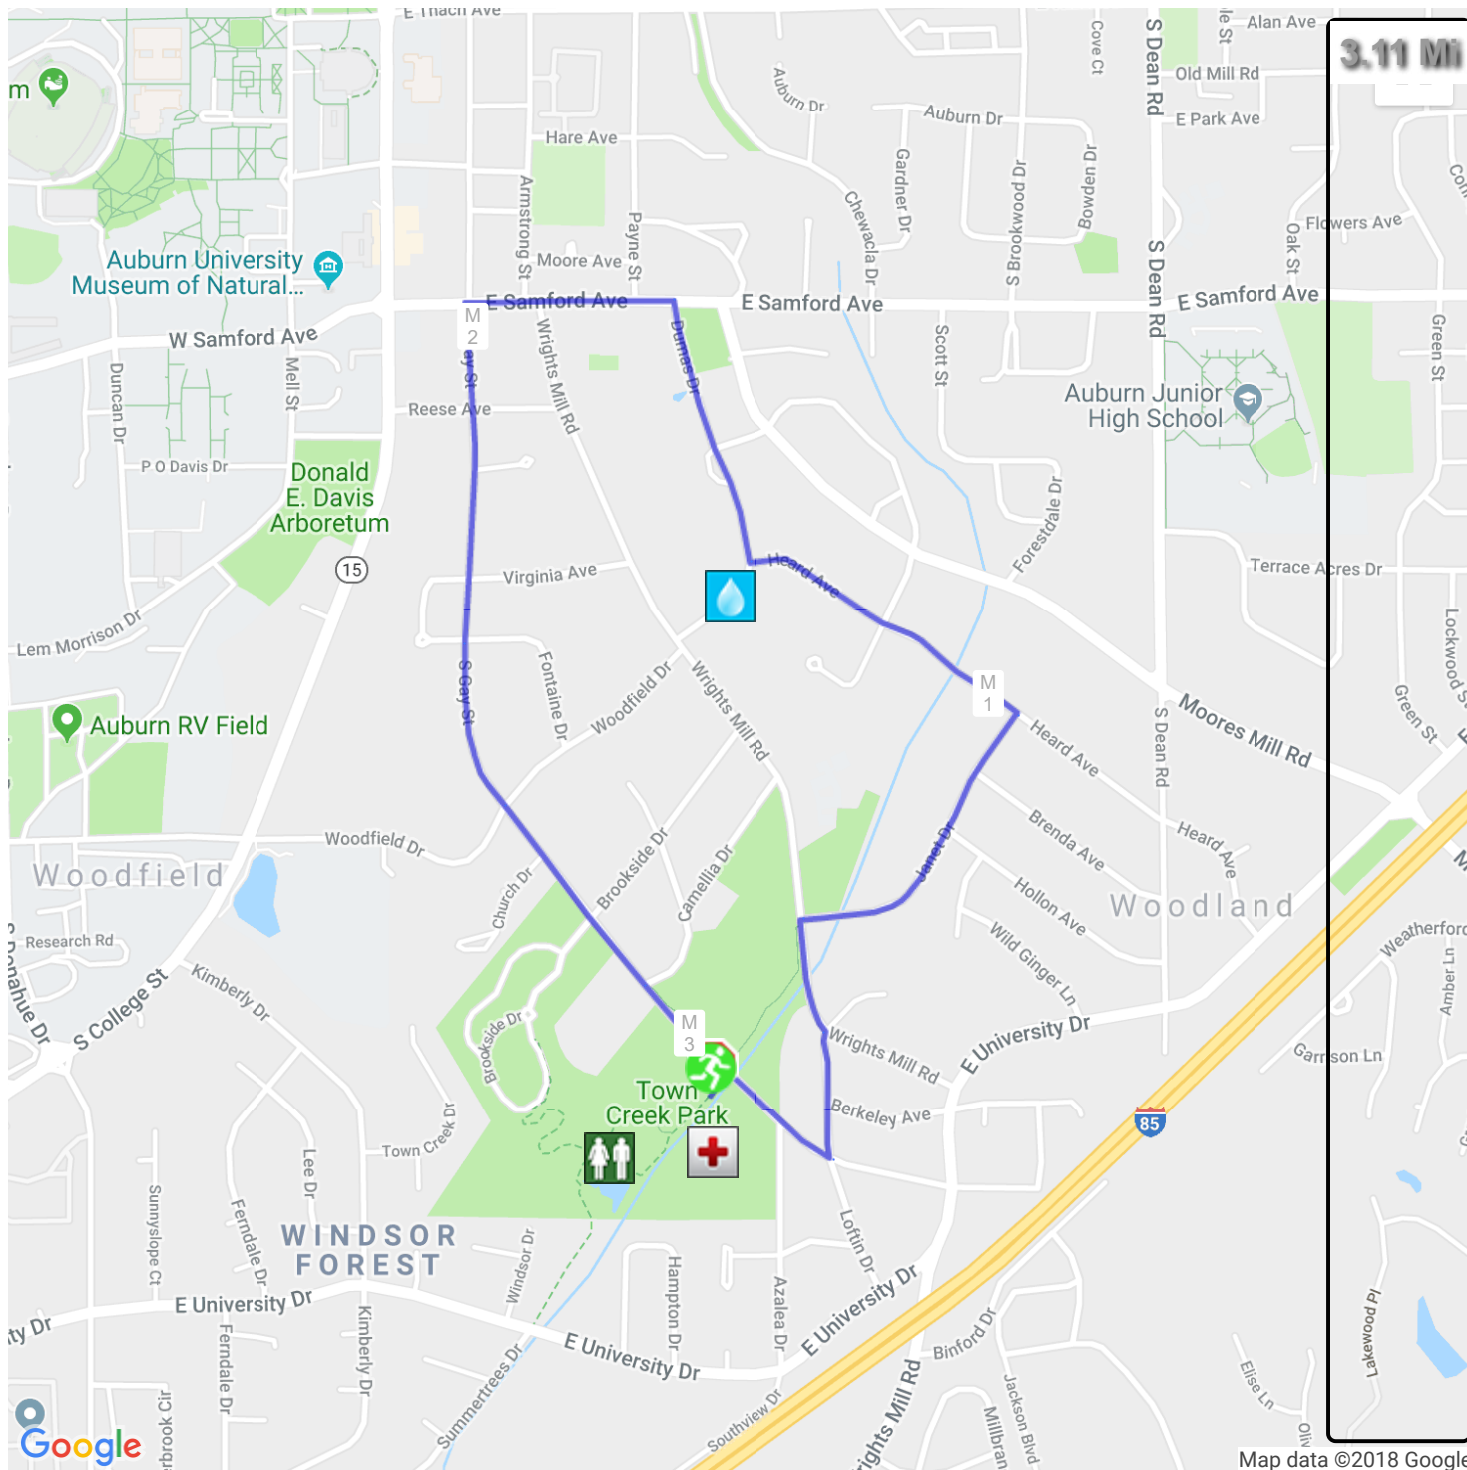 E Thach Ave
Alan Ave
3.11 Mi
S Dean Rd
Cove Ct
Old Mill Rd
m
Auburn Dr
Auburn Dr
E Park Ave
Hare Ave
Gardner Dr
S Brookwood Dr
Bowden Dr
Armstrong St
Payne St
Chewacla Dr
Flowers Ave
Oak St
Auburn University
Museum of Natural...
Moore Ave
S Dean Rd
E Samford Ave
E Samford Ave
E Samford Ave
M
2
W Samford Ave
Wrights Mill Rd
Dumas Dr
Scott St
Green St
Duncan Dr
Mell St
ay St
Reese Ave
Auburn Junior
High School
P O Davis Dr
Donald
E. Davis
Arboretum
Forestdale Dr
15
Virginia Ave
Heard Ave
Terrace Acres Dr
Lem Morrison Dr
Lockwood S
S Gay St
Fontaine Dr
Woodfield Dr
Wrights Mill Rd
M
1
Green St
Auburn RV Field
Heard Ave
S Dean Rd
Moores Mill Rd
Woodfield Dr
Brookside Dr
Janet Dr
Brenda Ave
Heard Ave
Woodfield
Church Dr
Camellia Dr
Hollon Ave
Woodland
Research Rd
S Donahue Dr
Wild Ginger Ln
Weatherford
Amber Ln
S College St
Kimberly Dr
Brookside Dr
M
3
Wrights Mill Rd
E University Dr
Garrison Ln
Town
Creek Park
Berkeley Ave
85
Town Creek Dr
Lee Dr
Sunnyslope Ct
Ferndale Dr
WINDSOR
FOREST
Windsor Dr
Hampton Dr
Loftin Dr
Azalea Dr
E University Dr
E University Dr
E University Dr
ty Dr
Ferndale Dr
Kimberly Dr
Summertrees Dr
Binford Dr
Lakewood Pl
Elise Ln
Southview Dr
rights Mill Rd
Jackson Blvd
Millbran
Oliv
erbrook Cir
Google
Map data ©2018 Google